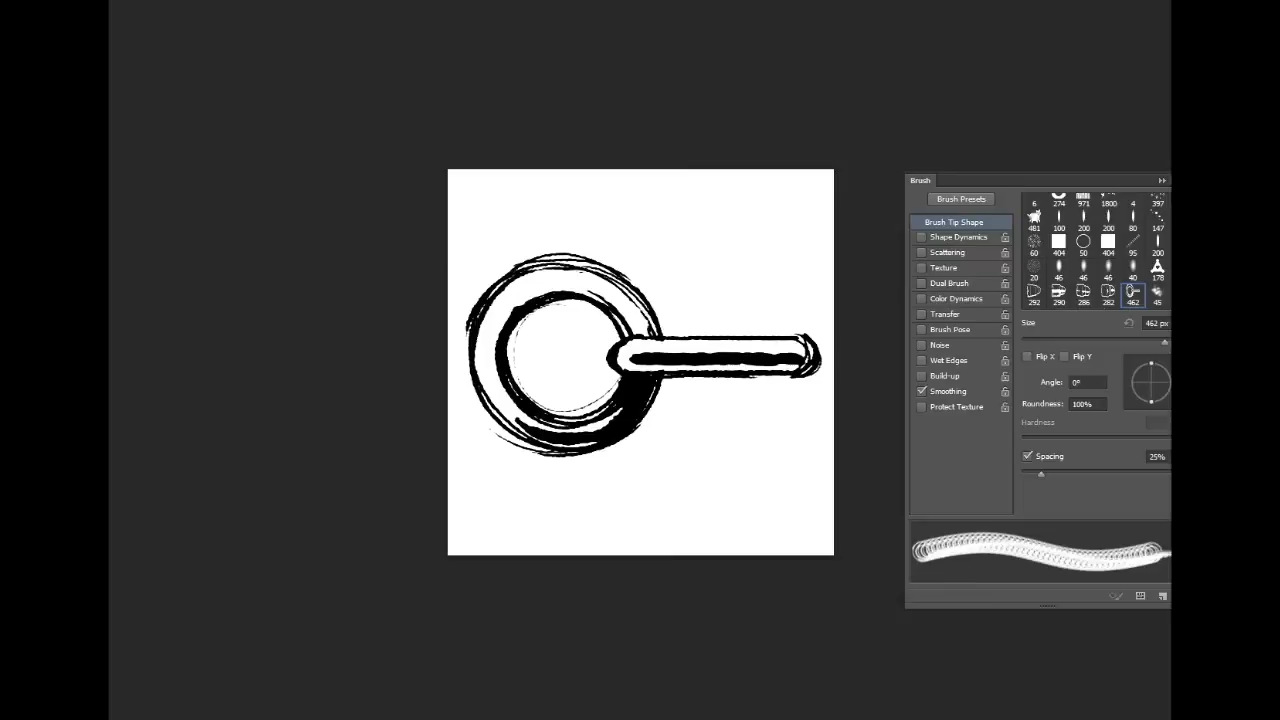 Brush
Brush Presets
6 274 971 1800 4 397
Brush Tip Shape
481 100 200 200 80 147
Shape Dynamics
Scattering
60 404 50 404 95 200
Texture
20 46 46 46 40 178
Dual Brush
Color Dynamics
292 290 286 282 462 45
Transfer
Size 462 px
Brush Pose
Noise
Wet Edges
Flip X Flip Y
Build-up
Angle: 0°
Smoothing
Roundness: 100%
Protect Texture
Hardness
Spacing 25%